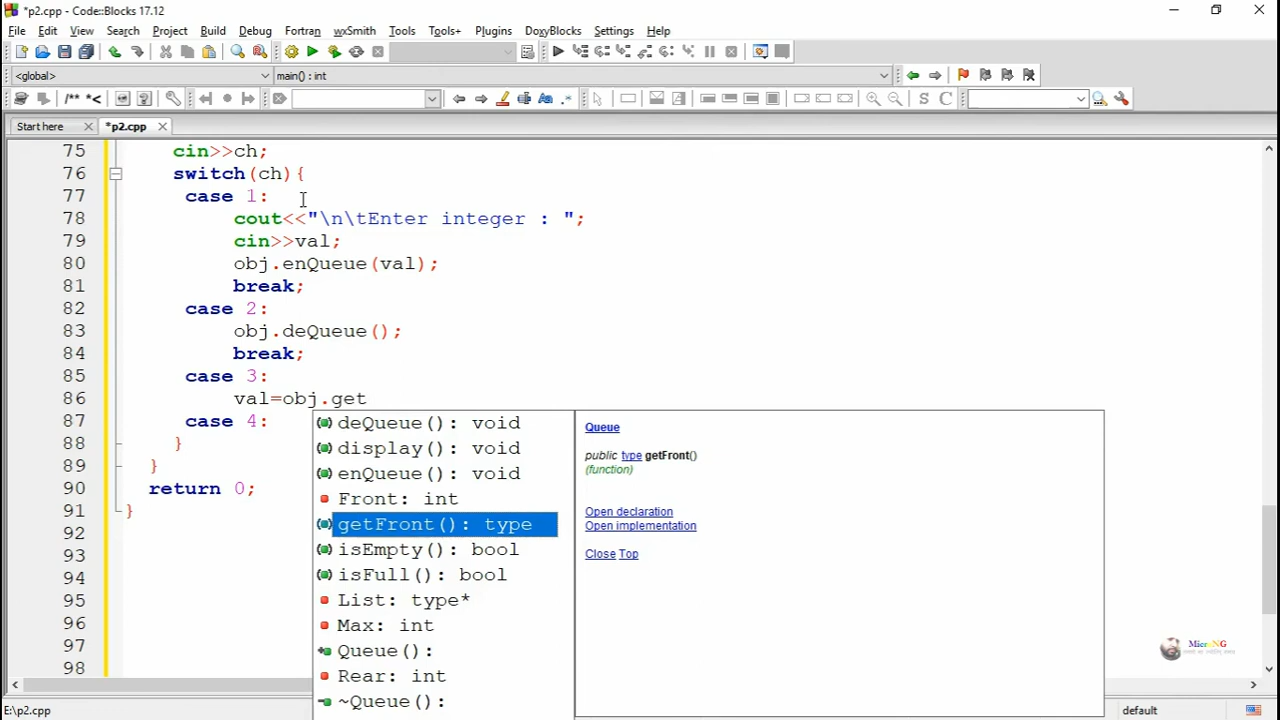 *p2.cpp - Code::Blocks 17.12
File Edit View Search Project Build Debug Fortran wxSmith Tools Tools+ Plugins DoxyBlocks Settings Help
<global> main() : int
/** *<
S C
Start here *p2.cpp
75 cin>>ch;
76 switch(ch){
77 case 1:
78 cout<<"\n\tEnter integer : ";
79 cin>>val;
80 obj.enQueue(val);
81 break;
82 case 2:
83 obj.deQueue();
84 break;
85 case 3:
86 val=obj.get
87 case 4:
88 }
89 }
90 return 0;
91 }
92
93
94
95
96
97
98
deQueue(): void
display(): void
enQueue(): void
Front: int
getFront(): type
isEmpty(): bool
isFull(): bool
List: type*
Max: int
Queue():
Rear: int
~Queue():
Queue
public type getFront()
(function)
Open declaration
Open implementation
Close Top
MicroNG
E:\p2.cpp default